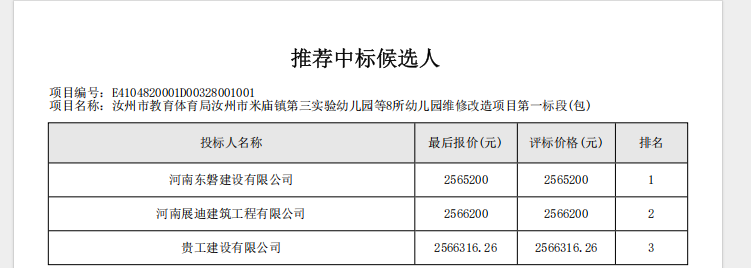 推荐中标候选人
项目编号：E4104820001D00328001001
项目名称：汝州市教育体育局汝州市米庙镇第三实验幼儿园等8所幼儿园维修改造项目第一标段(包)
投标人名称 最后报价(元) 评标价格(元) 排名
河南东磐建设有限公司 2565200 2565200 1
河南展迪建筑工程有限公司 2566200 2566200 2
贵工建设有限公司 2566316.26 2566316.26 3